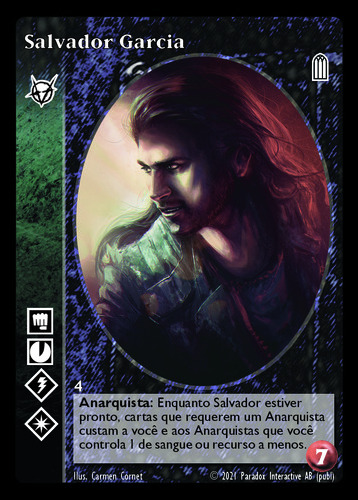 Salvador Garcia
4
Anarquista: Enquanto Salvador estiver
pronto, cartas que requerem um Anarquista
custam a você e aos Anarquistas que você
controla 1 de sangue ou recurso a menos.
7
Ilus. Carmen Cornet
© 2021 Paradox Interactive AB (publ)